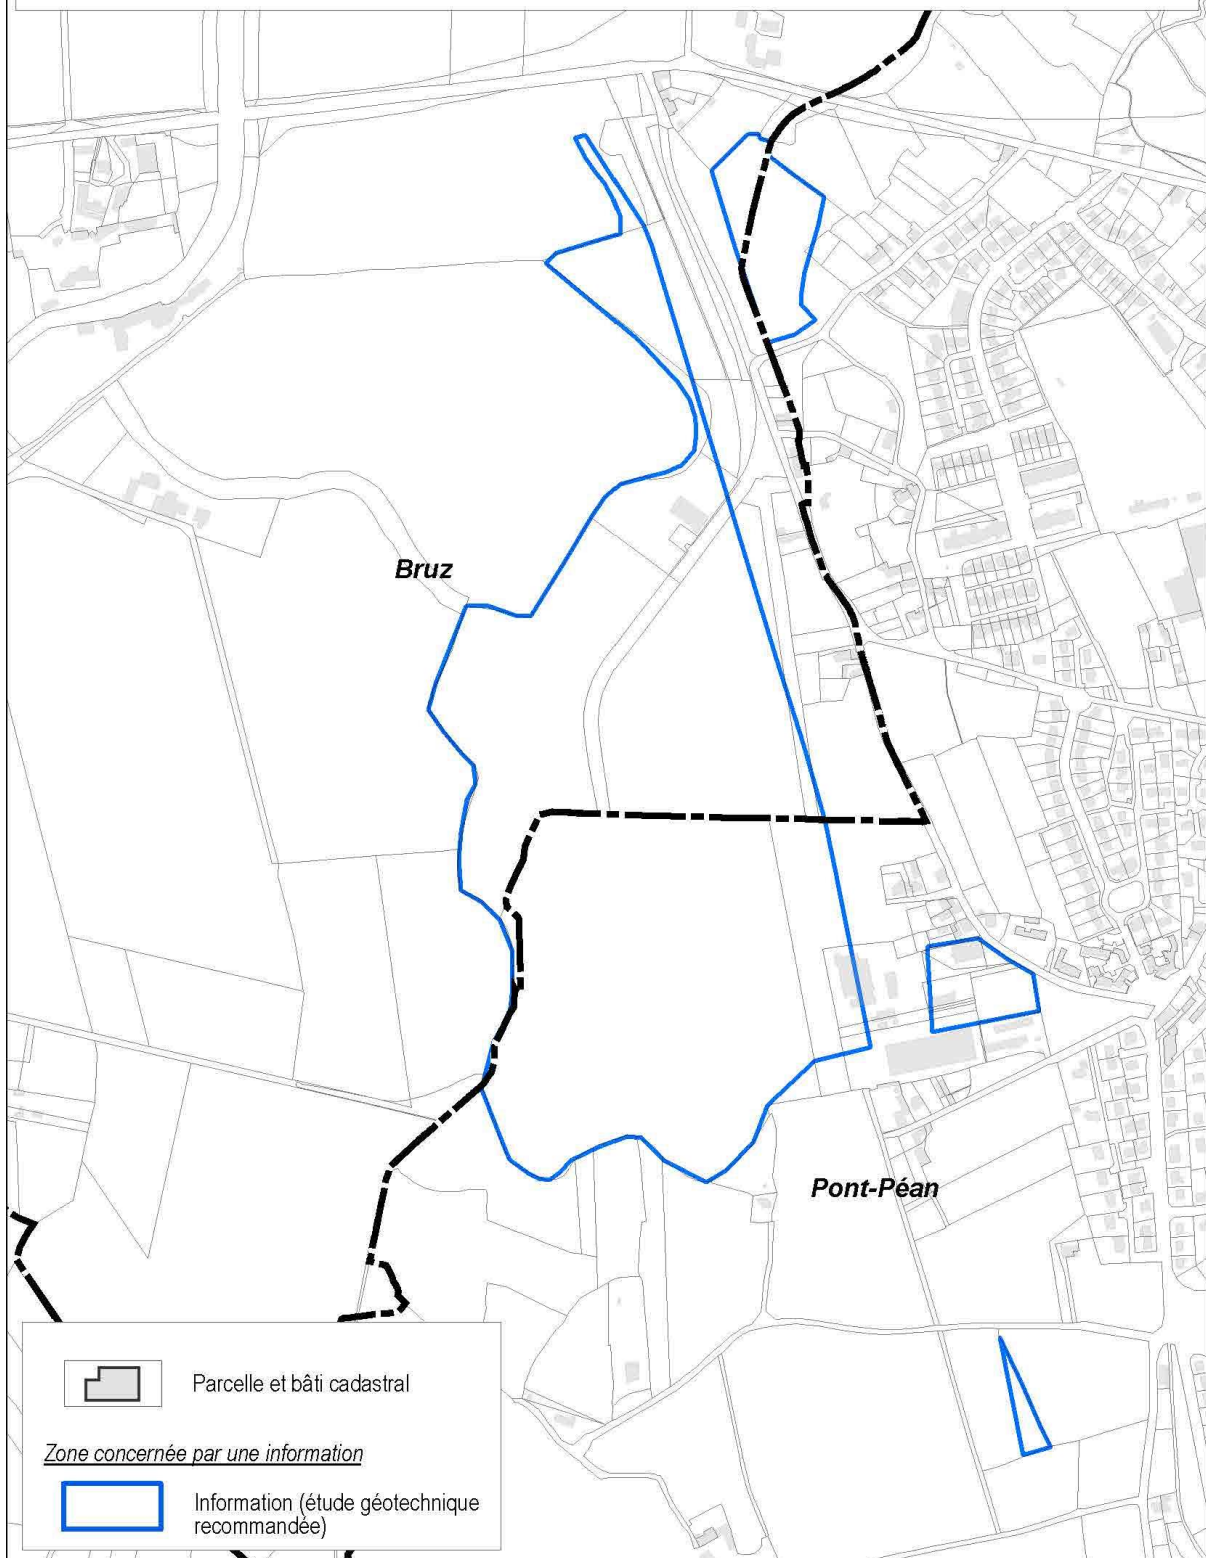 Bruz
Pont-Péan
Parcelle et bâti cadastral
Zone concernée par une information
Information (étude géotechnique
recommandée)